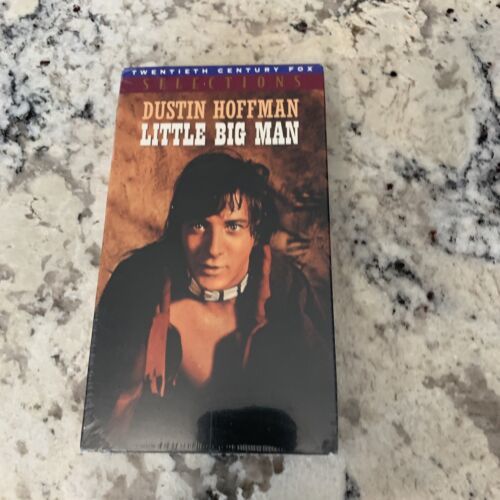 TWENTIETH CENTURY FOX
SELECTIONS
DUSTIN HOFFMAN
LITTLE BIG MAN